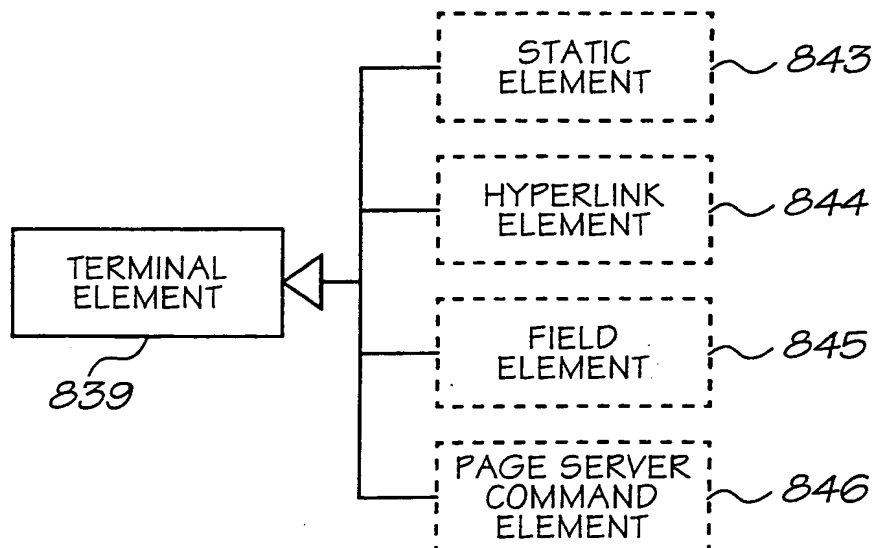 STATIC
ELEMENT
843
HYPERLINK
ELEMENT
844
TERMINAL
ELEMENT
839
FIELD
ELEMENT
845
PAGE SERVER
COMMAND
ELEMENT
846